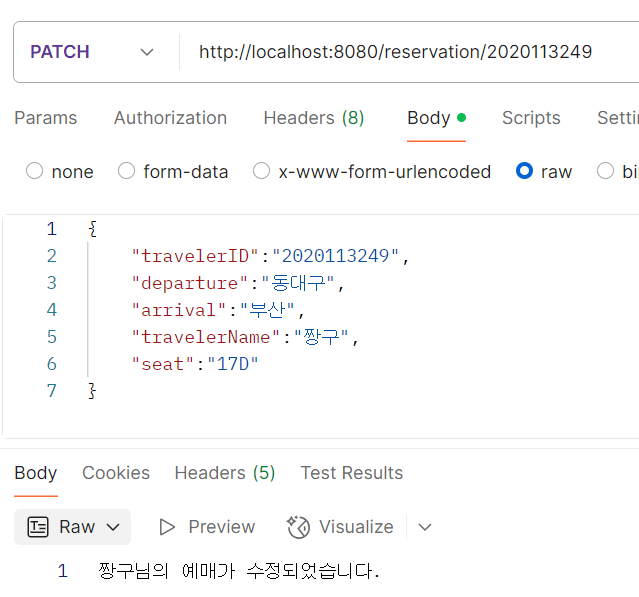 PATCH http://localhost:8080/reservation/2020113249
Params Authorization Headers (8) Body Scripts Setti
none form-data x-www-form-urlencoded raw bi
1 {
2 "travelerID":"2020113249",
3 "departure":"동대구",
4 "arrival":"부산",
5 "travelerName":"짱구",
6 "seat":"17D"
7 }
Body Cookies Headers (5) Test Results
Raw Preview Visualize
1 짱구님의 예매가 수정되었습니다.